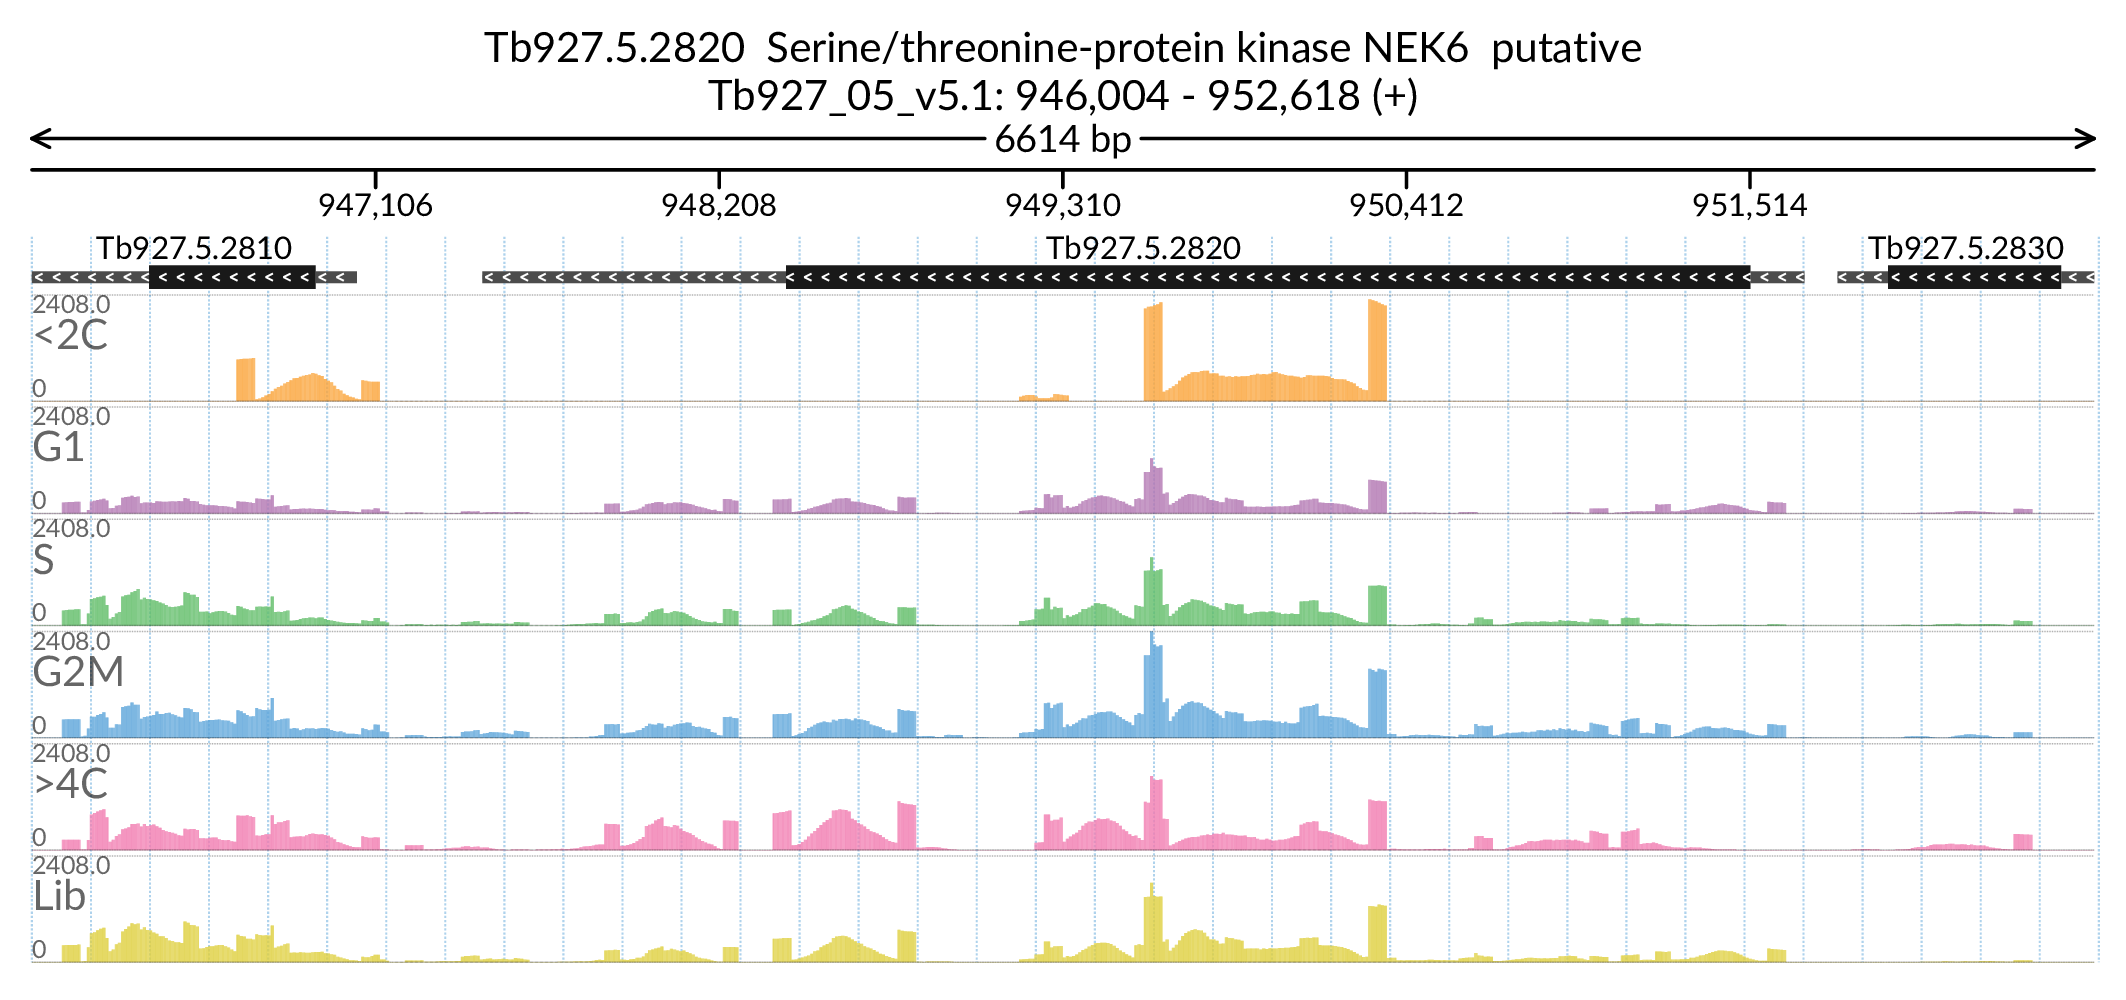 Tb927.5.2820  Serine/threonine-protein kinase NEK6  putative
Tb927_05_v5.1: 946,004 - 952,618 (+)
6614 bp
947,106 948,208 949,310 950,412 951,514
Tb927.5.2810 Tb927.5.2820 Tb927.5.2830
2408.0
<2C
0
2408.0
G1
0
2408.0
S
0
2408.0
G2M
0
2408.0
>4C
0
2408.0
Lib
0